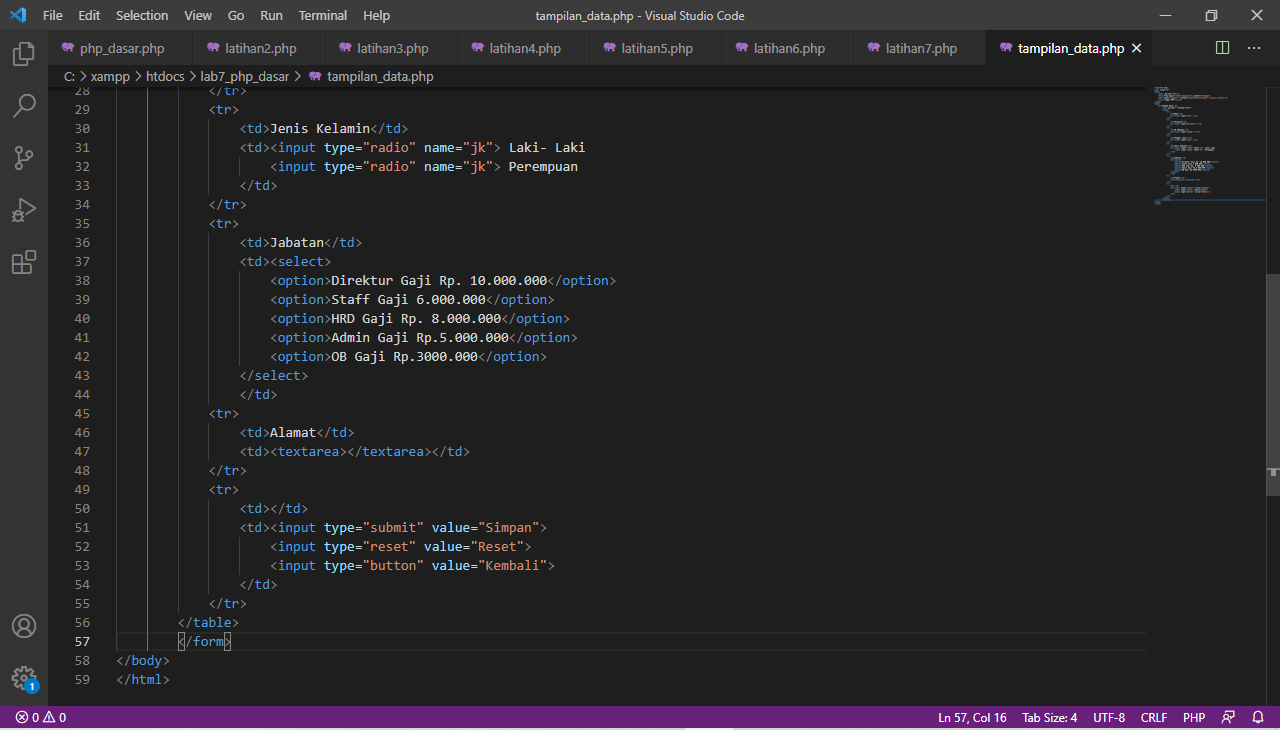 File Edit Selection View Go Run Terminal Help tampilan_data.php - Visual Studio Code
php_dasar.php latihan2.php latihan3.php latihan4.php latihan5.php latihan6.php latihan7.php tampilan_data.php
C: > xampp > htdocs > lab7_php_dasar > tampilan_data.php
28 </tr>
29 <tr>
30 <td>Jenis Kelamin</td>
31 <td><input type="radio" name="jk"> Laki- Laki
32 <input type="radio" name="jk"> Perempuan
33 </td>
34 </tr>
35 <tr>
36 <td>Jabatan</td>
37 <td><select>
38 <option>Direktur Gaji Rp. 10.000.000</option>
39 <option>Staff Gaji 6.000.000</option>
40 <option>HRD Gaji Rp. 8.000.000</option>
41 <option>Admin Gaji Rp.5.000.000</option>
42 <option>OB Gaji Rp.3000.000</option>
43 </select>
44 </td>
45 <tr>
46 <td>Alamat</td>
47 <td><textarea></textarea></td>
48 </tr>
49 <tr>
50 <td></td>
51 <td><input type="submit" value="Simpan">
52 <input type="reset" value="Reset">
53 <input type="button" value="Kembali">
54 </td>
55 </tr>
56 </table>
57 </form>
58 </body>
59 </html>
1
0 0 Ln 57, Col 16 Tab Size: 4 UTF-8 CRLF PHP